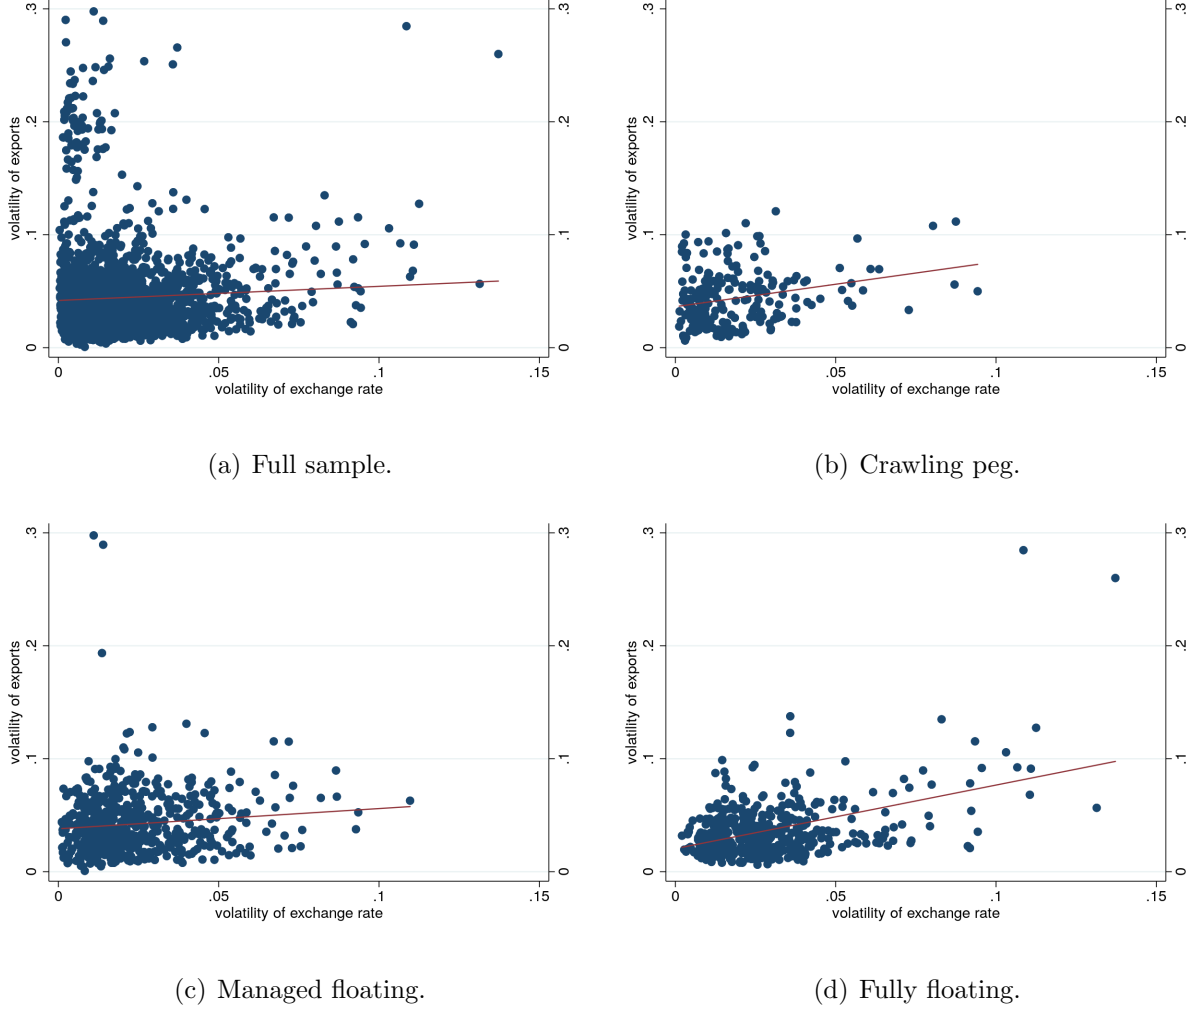 .3 .3 .3 .3
.2 .2 .2 .2
.1 .1 .1 .1
0 0 0 0
volatility of exports volatility of exports
0 .05 .1 .15 0 .05 .1 .15
volatility of exchange rate volatility of exchange rate
(a) Full sample. (b) Crawling peg.
.3 .3 .3 .3
.2 .2 .2 .2
.1 .1 .1 .1
0 0 0 0
volatility of exports volatility of exports
0 .05 .1 .15 0 .05 .1 .15
volatility of exchange rate volatility of exchange rate
(c) Managed floating. (d) Fully floating.